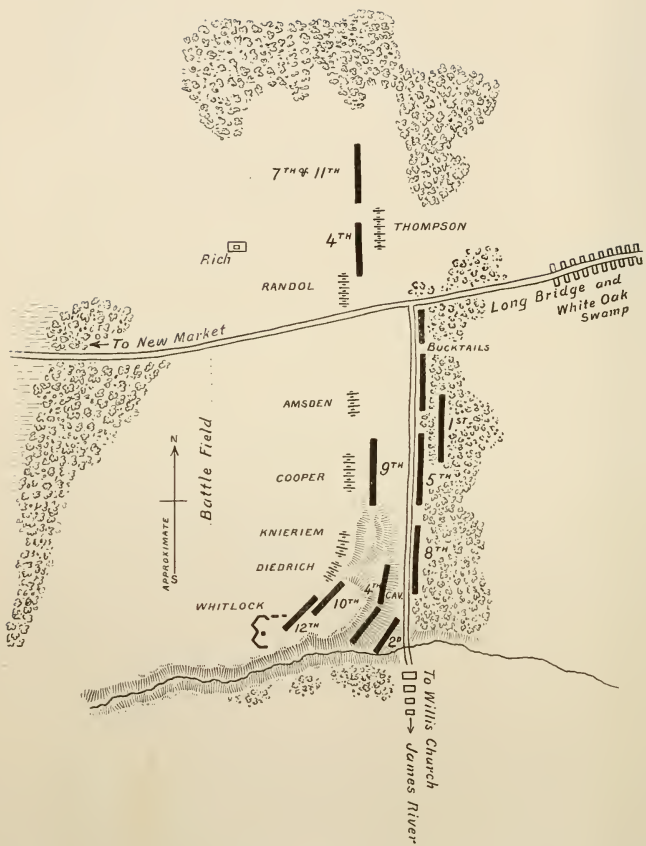 7TH & 11TH
THOMPSON
4TH
Rich
RANDOL
Long Bridge and
White Oak
Swamp
← To New Market
BUCKTAILS
AMSDEN
1ST
N
Battle Field
APPROXIMATE
S
COOPER
9TH
5TH
KNIERIEM
8TH
DIEDRICH
4TH
CAV.
WHITLOCK
10TH
12TH
2D
To Willis Church
→ James River